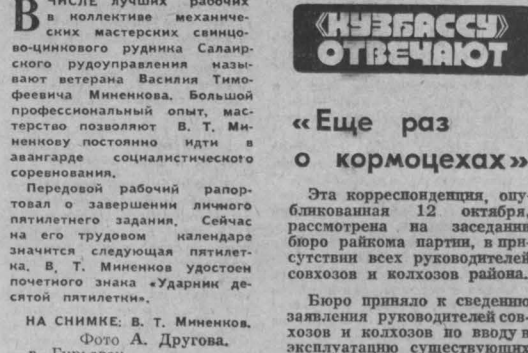 В ЧИСЛЕ лучших рабочих
в коллективе механиче-
ских мастерских свинцо-
во-цинкового рудника Салаир-
ского рудоуправления назы-
вают ветерана Василия Тимо-
феевича Миненкова. Большой
профессиональный опыт, мас-
терство позволяют В. Т. Ми-
ненкову постоянно идти в
авангарде социалистического
соревнования.
Передовой рабочий рапор-
товал о завершении личного
пятилетнего задания. Сейчас
на его трудовом календаре
значится следующая пятилет-
ка. В. Т. Миненков удостоен
почетного знака «Ударник де-
сятой пятилетки».
НА СНИМКЕ: В. Т. Миненков.
Фото А. Другова.
«КУЗБАССУ»
ОТВЕЧАЮТ
«Еще раз
о кормоцехах»
Эта корреспонденция, опу-
бликованная 12 октября,
рассмотрена на заседании
бюро райкома партии, в при-
сутствии всех руководителей
совхозов и колхозов района.
Бюро приняло к сведению
заявления руководителей сов-
хозов и колхозов по вводу в
эксплуатацию существующих